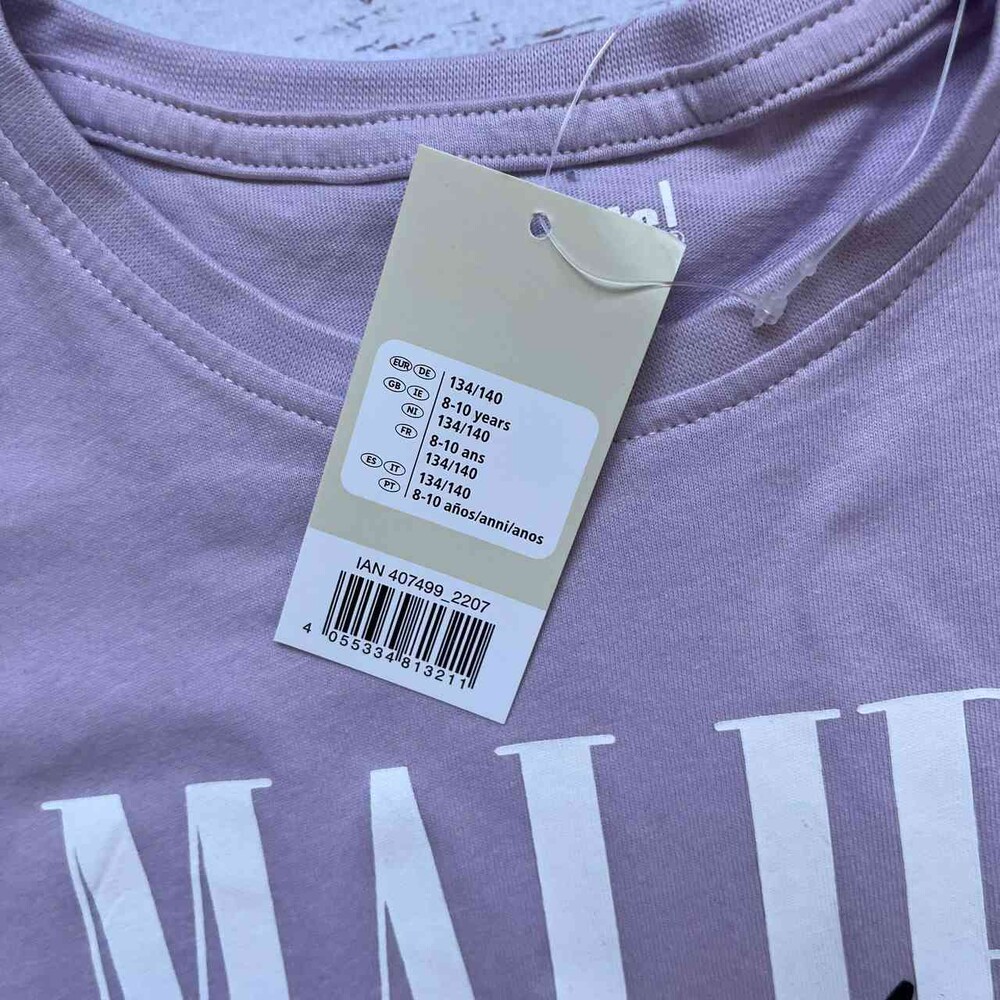 EUR DE 134/140
GB IE 8-10 years
NI 134/140
FR 8-10 ans
134/140
ES IT 134/140
PT 8-10 años/anni/anos
IAN 407499_2207
4 055334 813211